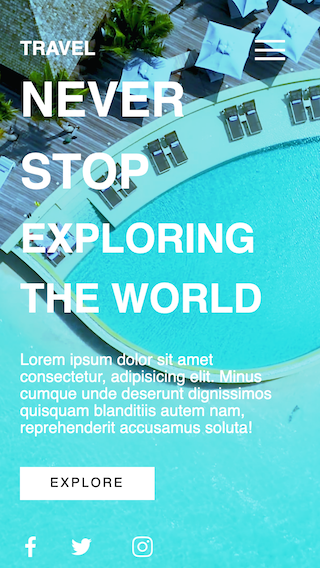 TRAVEL
NEVER
STOP
EXPLORING
THE WORLD
Lorem ipsum dolor sit amet
consectetur, adipisicing elit. Minus
cumque unde deserunt dignissimos
quisquam blanditiis autem nam,
reprehenderit accusamus soluta!
EXPLORE